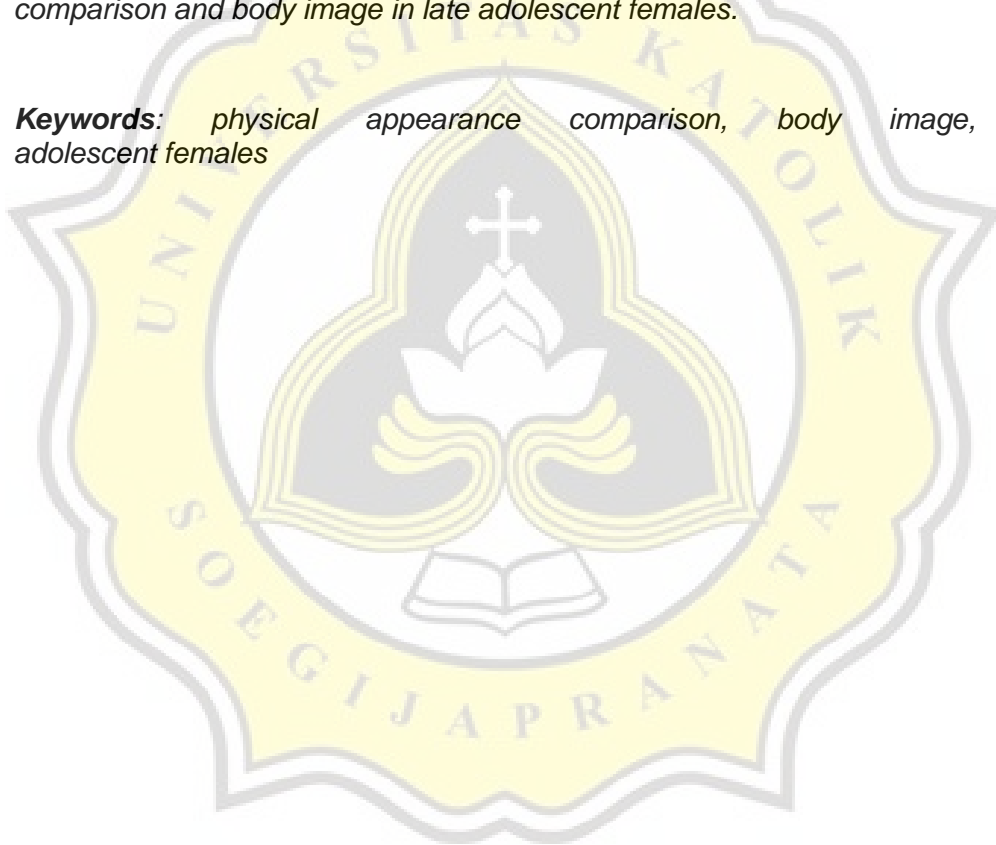 comparison and body image in late adolescent females.
Keywords: physical appearance comparison, body image,
adolescent females
UNIVERSITAS KATOLIK
SOEGIJAPRANATA